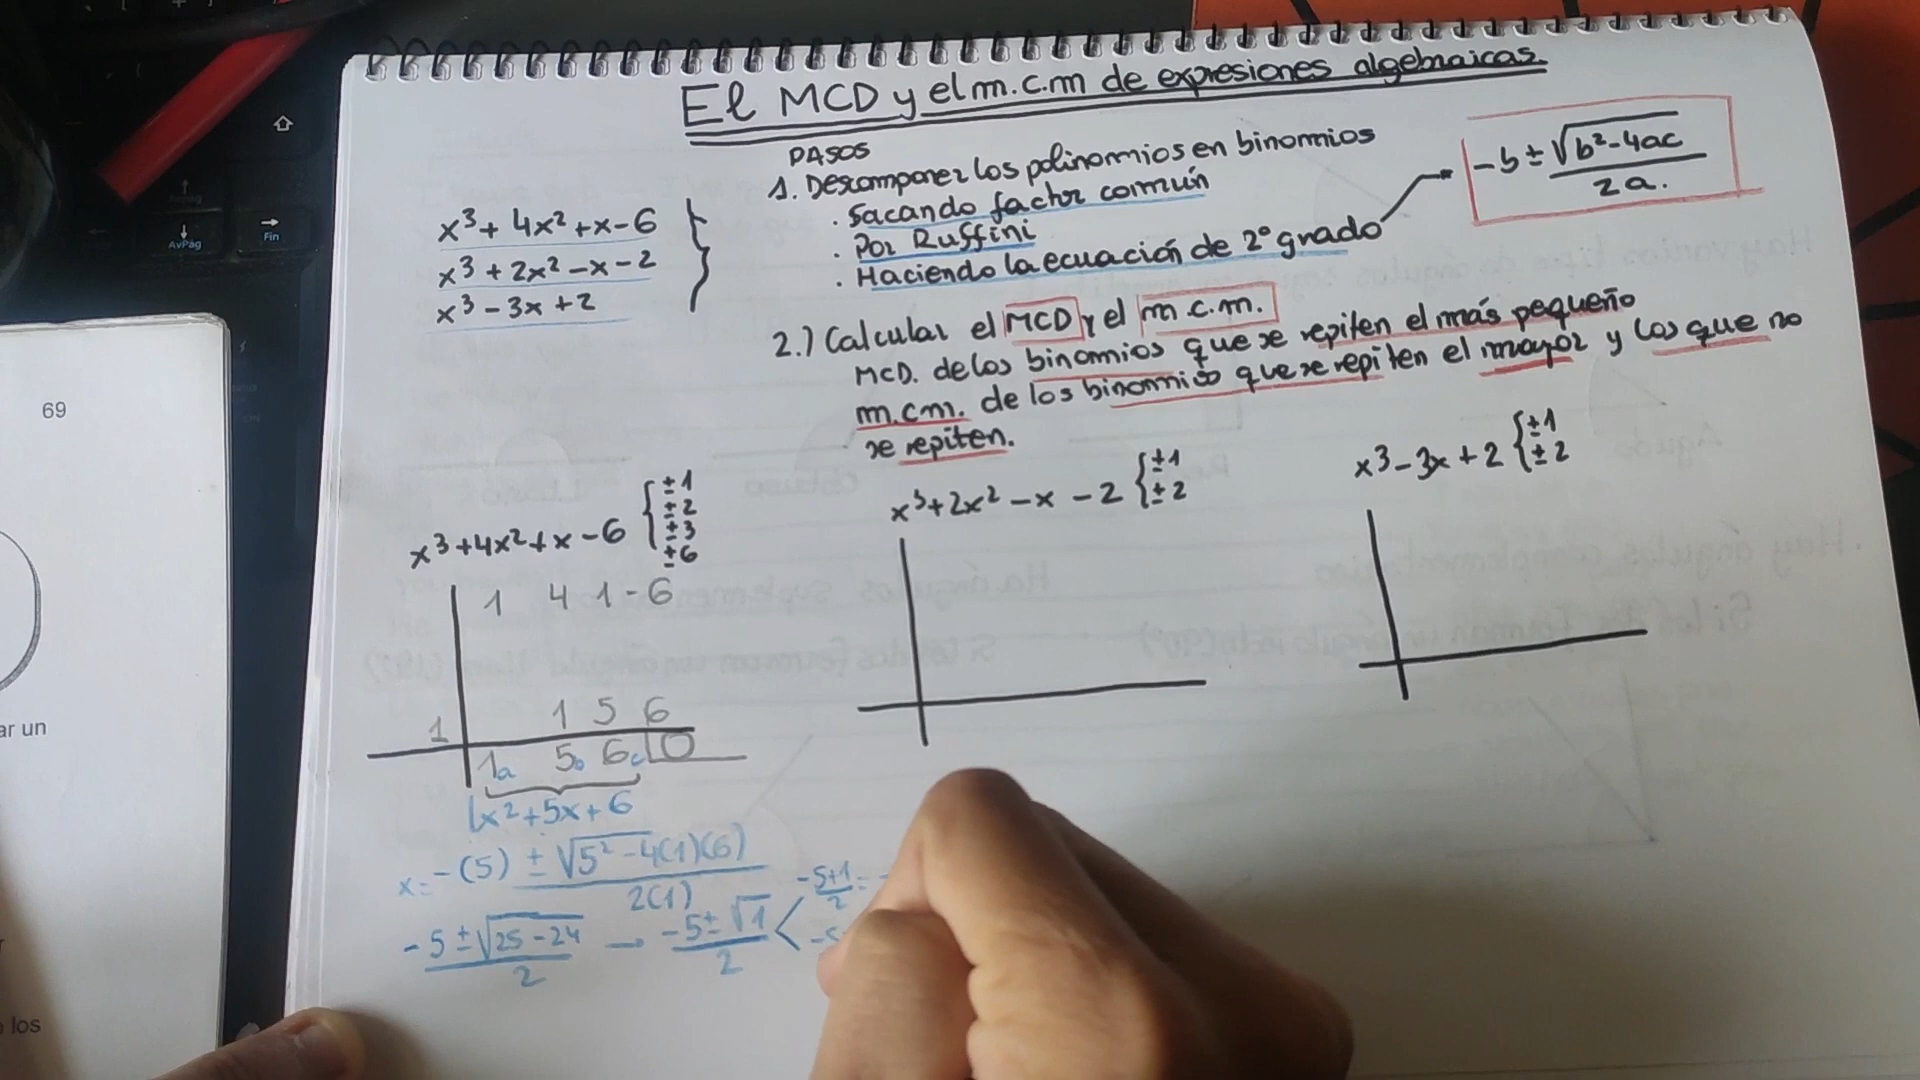 El MCD y el m.c.m de expresiones algebraicas.
PASOS
1. Descomponer los polinomios en binomios
. Sacando factor común
. Por Ruffini
. Haciendo la ecuación de 2º grado
-b ± √b²-4ac
2a.
x³ + 4x² + x - 6
x³ + 2x² - x - 2
x³ - 3x + 2
2.) Calcular el MCD y el m.c.m.
MCD. de los binomios que se repiten el más pequeño
m.c.m. de los binomios que se repiten el mayor y los que no
se repiten.
x³+4x²+x-6 { ±1
±2
±3
±6
1 4 1 -6
1 5 6
1
1a 5b 6c 0
1x²+5x+6
x= -(5) ± √5²-4(1)(6)
2(1)
-5 ± √25-24
2
→ -5± √1
2
-5+1
2
=
x³+2x²-x-2 { ±1
±2
x³-3x+2 { ±1
±2
69
ar un
los
AvPág
Fin